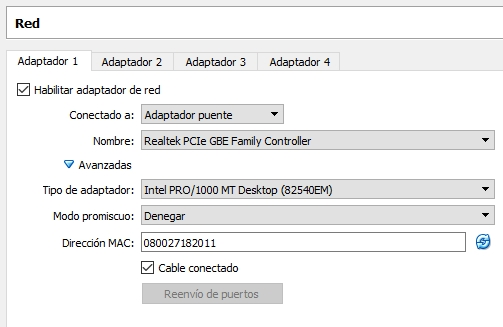 Red
Adaptador 1 Adaptador 2 Adaptador 3 Adaptador 4
Habilitar adaptador de red
Conectado a: Adaptador puente
Nombre: Realtek PCIe GBE Family Controller
Avanzadas
Tipo de adaptador: Intel PRO/1000 MT Desktop (82540EM)
Modo promiscuo: Denegar
Dirección MAC: 080027182011
Cable conectado
Reenvío de puertos